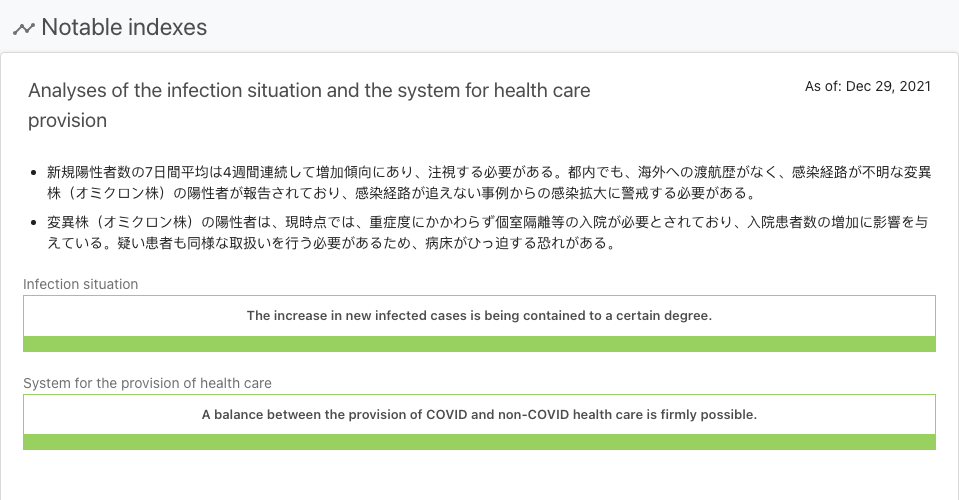 Notable indexes
Analyses of the infection situation and the system for health care
provision
As of: Dec 29, 2021
• 新規陽性者数の7日間平均は4週間連続して増加傾向にあり、注視する必要がある。都内でも、海外への渡航歴がなく、感染経路が不明な変異
株（オミクロン株）の陽性者が報告されており、感染経路が追えない事例からの感染拡大に警戒する必要がある。
• 変異株（オミクロン株）の陽性者は、現時点では、重症度にかかわらず個室隔離等の入院が必要とされており、入院患者数の増加に影響を与
えている。疑い患者も同様な取扱いを行う必要があるため、病床がひっ迫する恐れがある。
Infection situation
The increase in new infected cases is being contained to a certain degree.
System for the provision of health care
A balance between the provision of COVID and non-COVID health care is firmly possible.